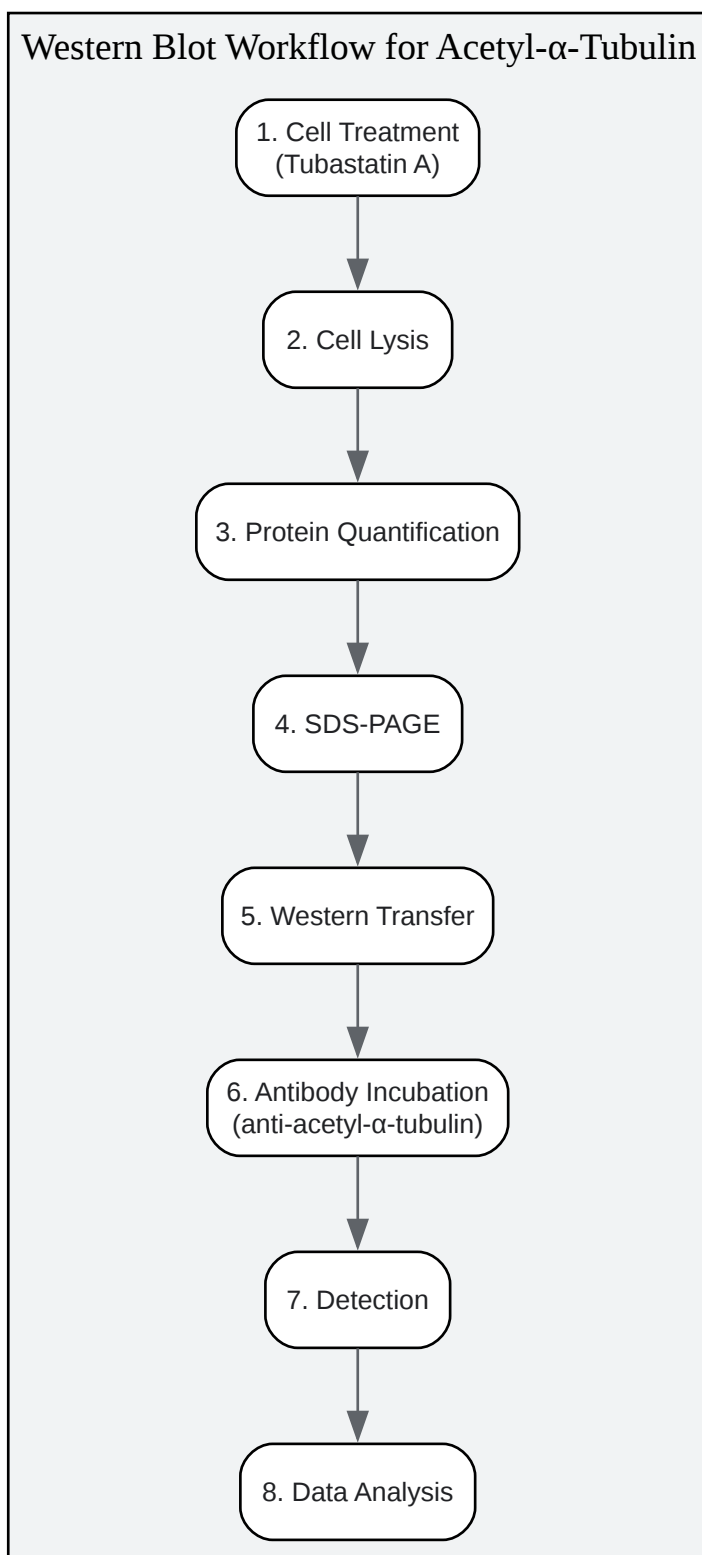 Western Blot Workflow for Acetyl-α-Tubulin
1. Cell Treatment
(Tubastatin A)
2. Cell Lysis
3. Protein Quantification
4. SDS-PAGE
5. Western Transfer
6. Antibody Incubation
(anti-acetyl-α-tubulin)
7. Detection
8. Data Analysis